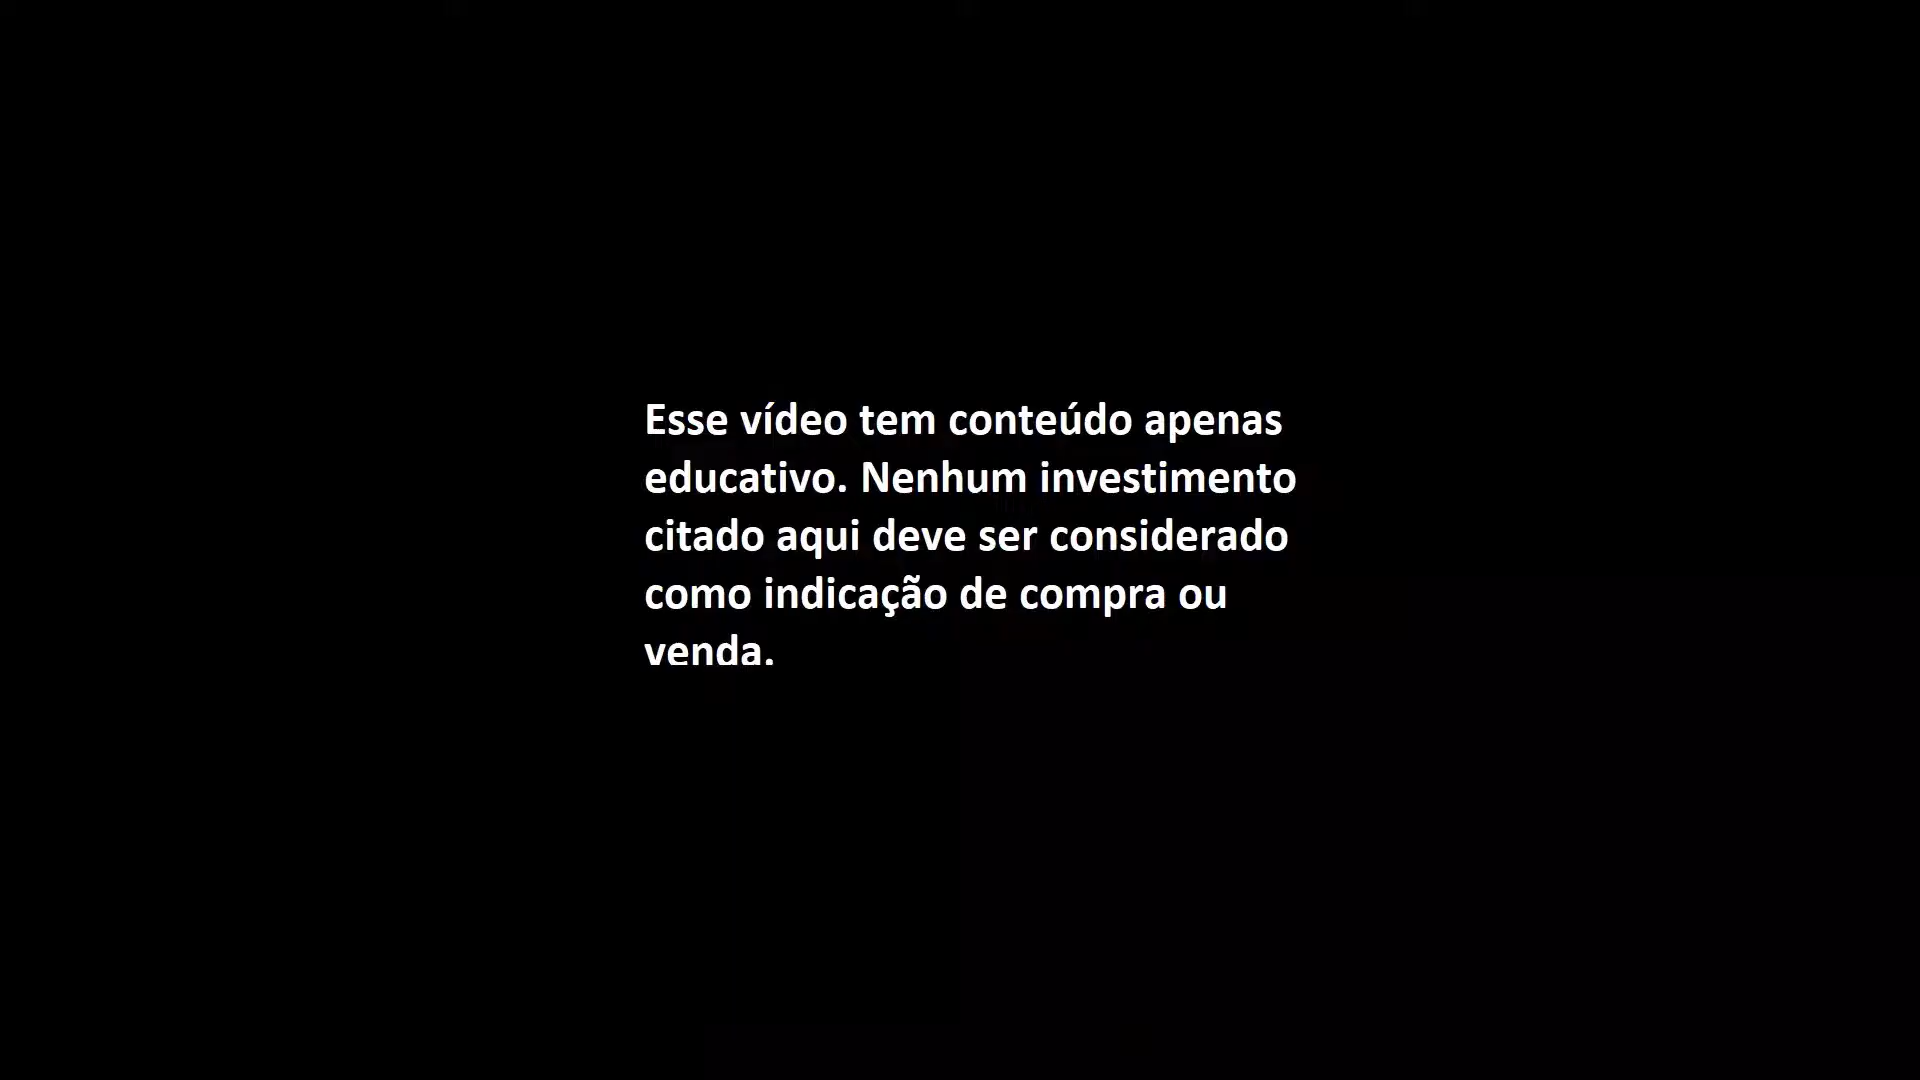 Esse vídeo tem conteúdo apenas
educativo. Nenhum investimento
citado aqui deve ser considerado
como indicação de compra ou
venda.